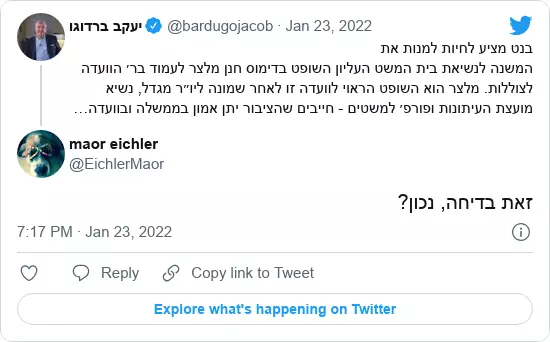 יעקב ברדוגו @bardugojacob · Jan 23, 2022
בנט מציע לחיות למנות את
המשנה לנשיאת בית המשט העליון השופט בדימוס חנן מלצר לעמוד בר׳ הוועדה
לצוללות. מלצר הוא השופט הראוי לוועדה זו לאחר שמונה ליו״ר מגדל, נשיא
מועצת העיתונות ופורפ׳ למשטים - חייבים שהציבור יתן אמון בממשלה ובוועדה...
maor eichler
@EichlerMaor
זאת בדיחה, נכון?
7:17 PM · Jan 23, 2022
Reply Copy link to Tweet
Explore what's happening on Twitter